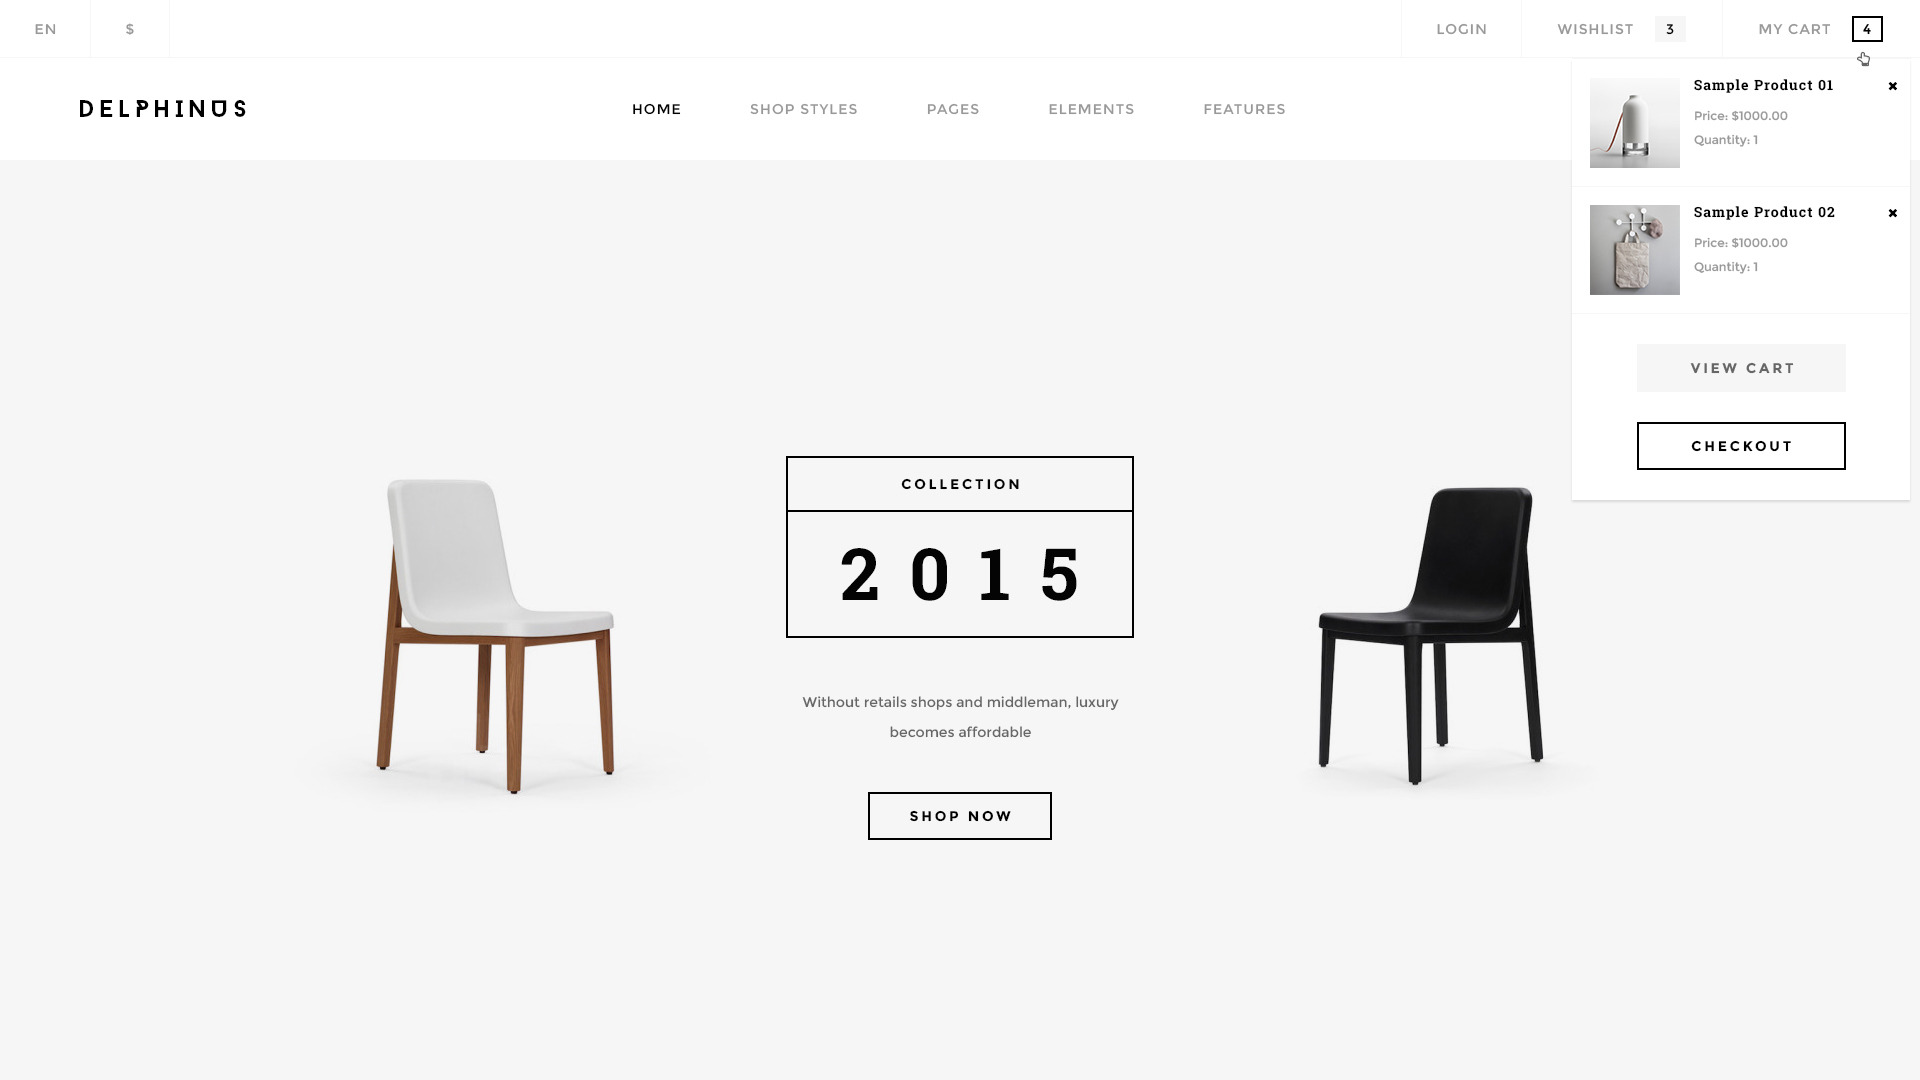 EN
$
LOGIN
WISHLIST 3
MY CART 4
DELPHINUS
HOME
SHOP STYLES
PAGES
ELEMENTS
FEATURES
Sample Product 01
Price: $1000.00
Quantity: 1
Sample Product 02
Price: $1000.00
Quantity: 1
VIEW CART
CHECKOUT
COLLECTION
2015
Without retails shops and middleman, luxury
becomes affordable
SHOP NOW